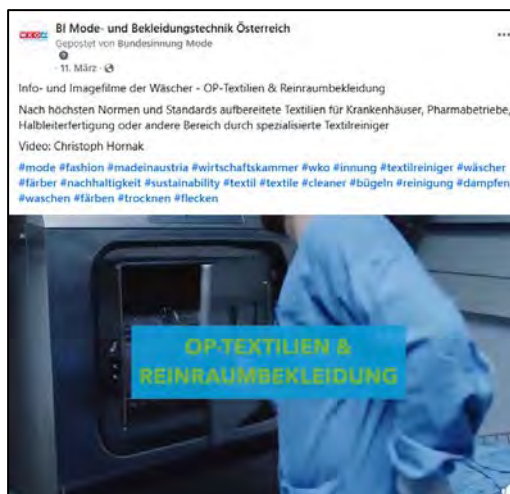 WKO
BI Mode- und Bekleidungstechnik Österreich
Gepostet von Bundesinnung Mode
· 11. März ·
Info- und Imagefilme der Wäscher - OP-Textilien & Reinraumbekleidung
Nach höchsten Normen und Standards aufbereitete Textilien für Krankenhäuser, Pharmabetriebe,
Halbleiterfertigung oder andere Bereich durch spezialisierte Textilreiniger
Video: Christoph Hornak
#mode #fashion #madeinaustria #wirtschaftskammer #wko #innung #textilreiniger #wäscher
#färber #nachhaltigkeit #sustainability #textil #textile #cleaner #bügeln #reinigung #dampfen
#waschen #färben #trocknen #flecken
OP-TEXTILIEN &
REINRAUMBEKLEIDUNG